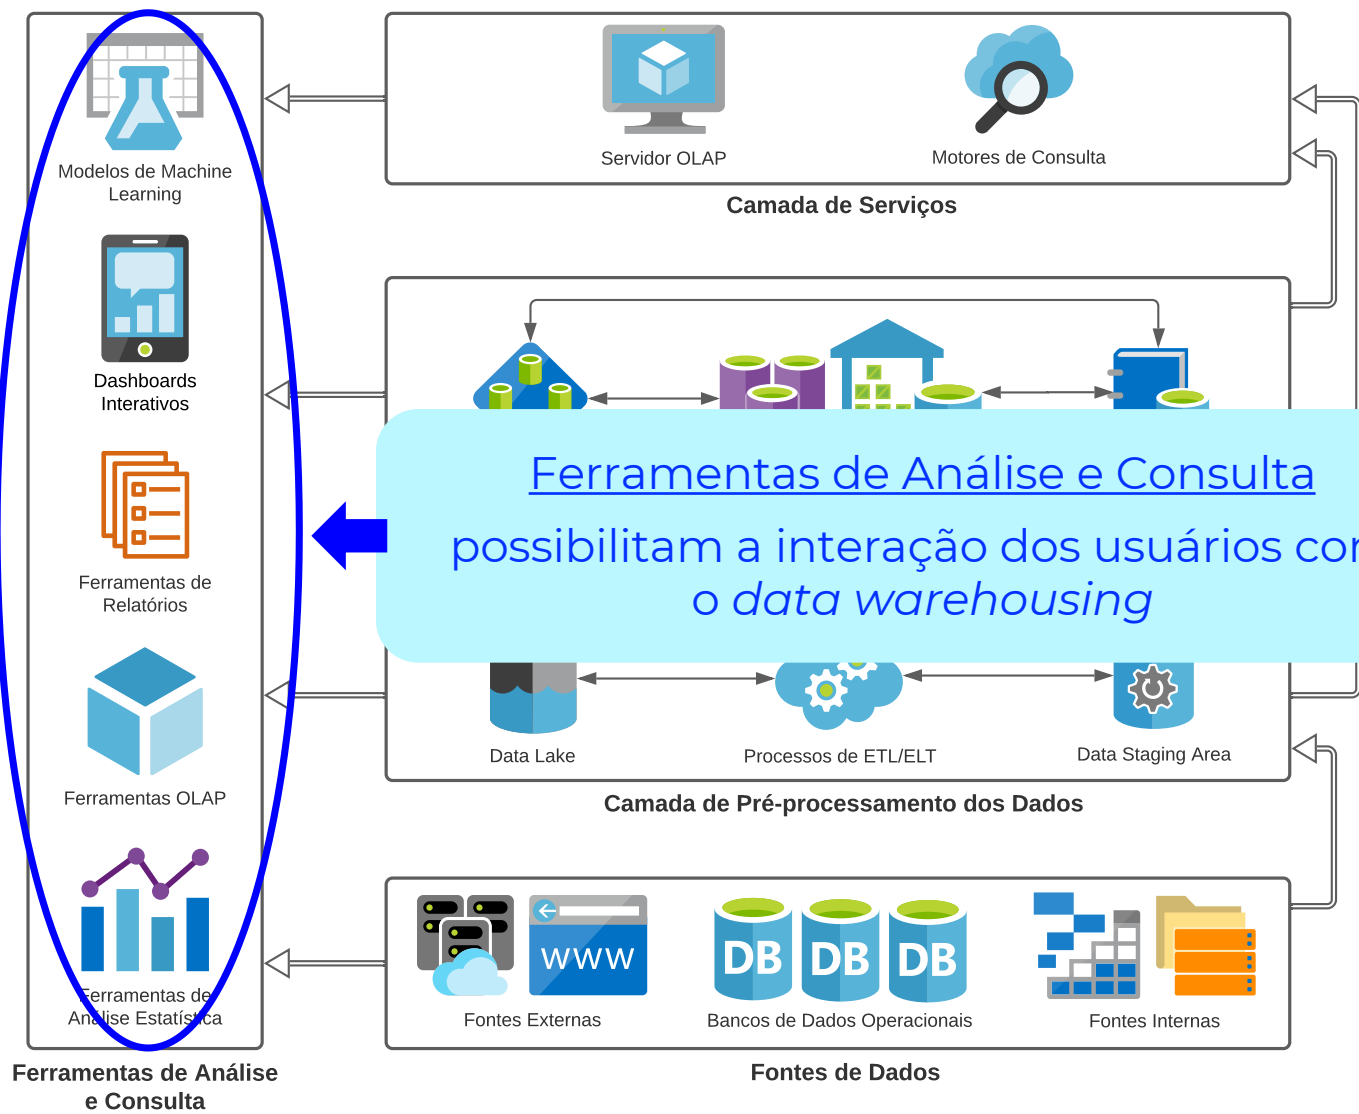 Modelos de Machine
Learning
Dashboards
Interativos
Ferramentas de
Relatórios
Ferramentas OLAP
Ferramentas de
Análise Estatística
Ferramentas de Análise
e Consulta
Servidor OLAP
Motores de Consulta
Camada de Serviços
Ferramentas de Análise e Consulta
possibilitam a interação dos usuários
o data warehousing
Data Lake
Processos de ETL/ELT
Data Staging Area
Camada de Pré-processamento dos Dados
WWW
DB
DB
DB
Fontes Externas
Bancos de Dados Operacionais
Fontes Internas
Fontes de Dados